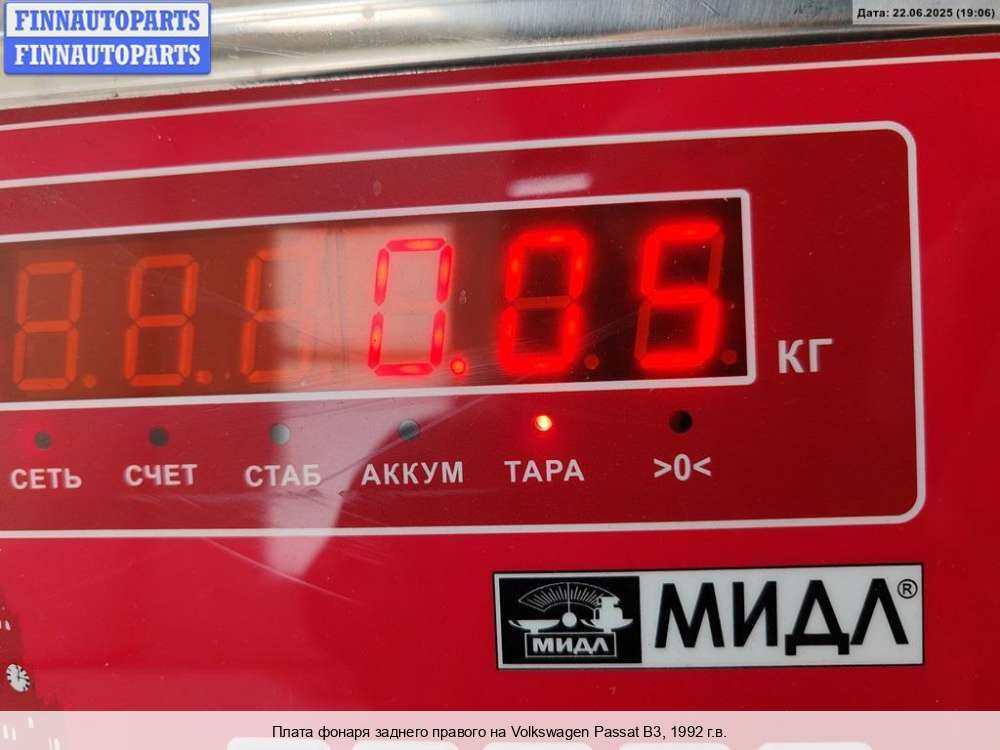 FINNAUTOPARTS
FINNAUTOPARTS
Дата: 22.06.2025 (19:06)
0.05
КГ
СЕТЬ СЧЕТ СТАБ АККУМ ТАРА >0<
МИДЛ МИДЛ®
Плата фонаря заднего правого на Volkswagen Passat B3, 1992 г.в.